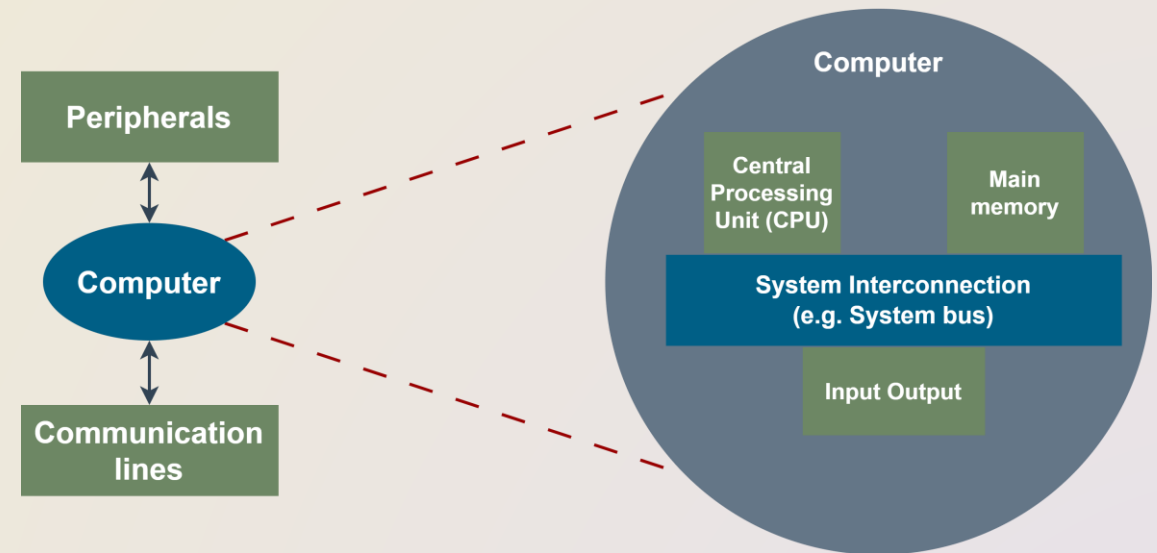 Peripherals
Computer
Communication
lines
Computer
Central
Processing
Unit (CPU)
Main
memory
System Interconnection
(e.g. System bus)
Input Output